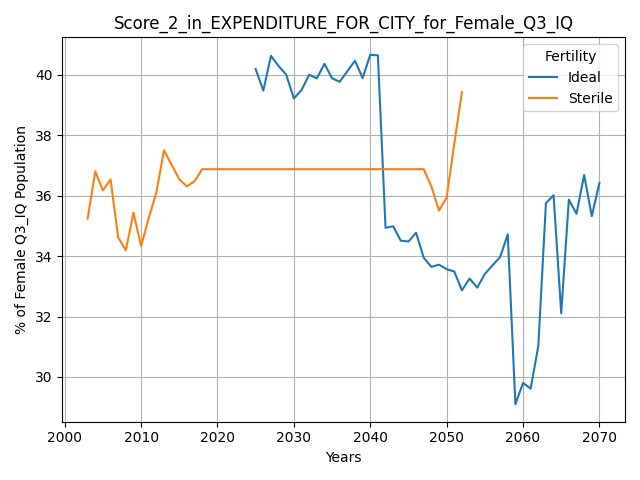 Score_2_in_EXPENDITURE_FOR_CITY_for_Female_Q3_IQ
% of Female Q3_IQ Population
40
38
36
34
32
30
Fertility
Ideal
Sterile
2000 2010 2020 2030 2040 2050 2060 2070
Years